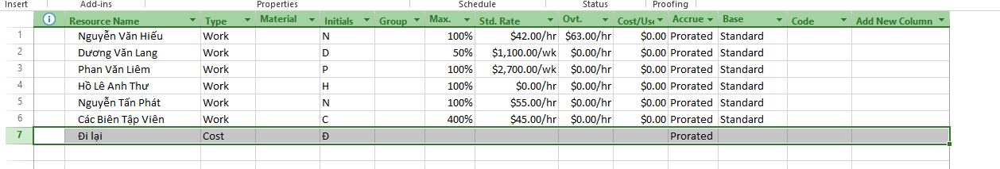 Insert Add-ins Properties Schedule Status Proofing
Resource Name Type Material Initials Group Max. Std. Rate Ovt. Cost/Use Accrue Base Code Add New Column
1 Nguyễn Văn Hiếu Work N 100% $42.00/hr $63.00/hr $0.00 Prorated Standard
2 Dương Văn Lang Work D 50% $1,100.00/wk $0.00/hr $0.00 Prorated Standard
3 Phan Văn Liêm Work P 100% $2,700.00/wk $0.00/hr $0.00 Prorated Standard
4 Hồ Lê Anh Thư Work H 100% $0.00/hr $0.00/hr $0.00 Prorated Standard
5 Nguyễn Tấn Phát Work N 100% $55.00/hr $0.00/hr $0.00 Prorated Standard
6 Các Biên Tập Viên Work C 400% $45.00/hr $0.00/hr $0.00 Prorated Standard
7 Đi lại Cost Đ Prorated